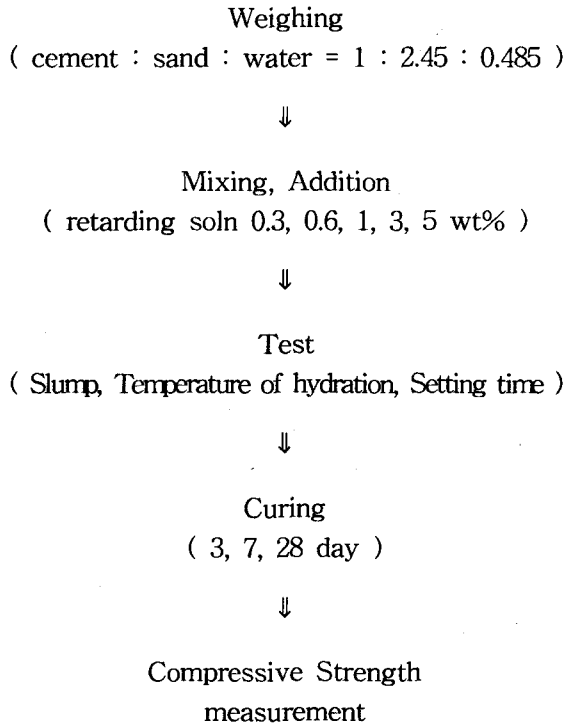 Weighing
( cement : sand : water = 1 : 2.45 : 0.485 )
⇓
Mixing, Addition
( retarding soln 0.3, 0.6, 1, 3, 5 wt% )
⇓
Test
( Slump, Temperature of hydration, Setting time )
⇓
Curing
( 3, 7, 28 day )
⇓
Compressive Strength
measurement